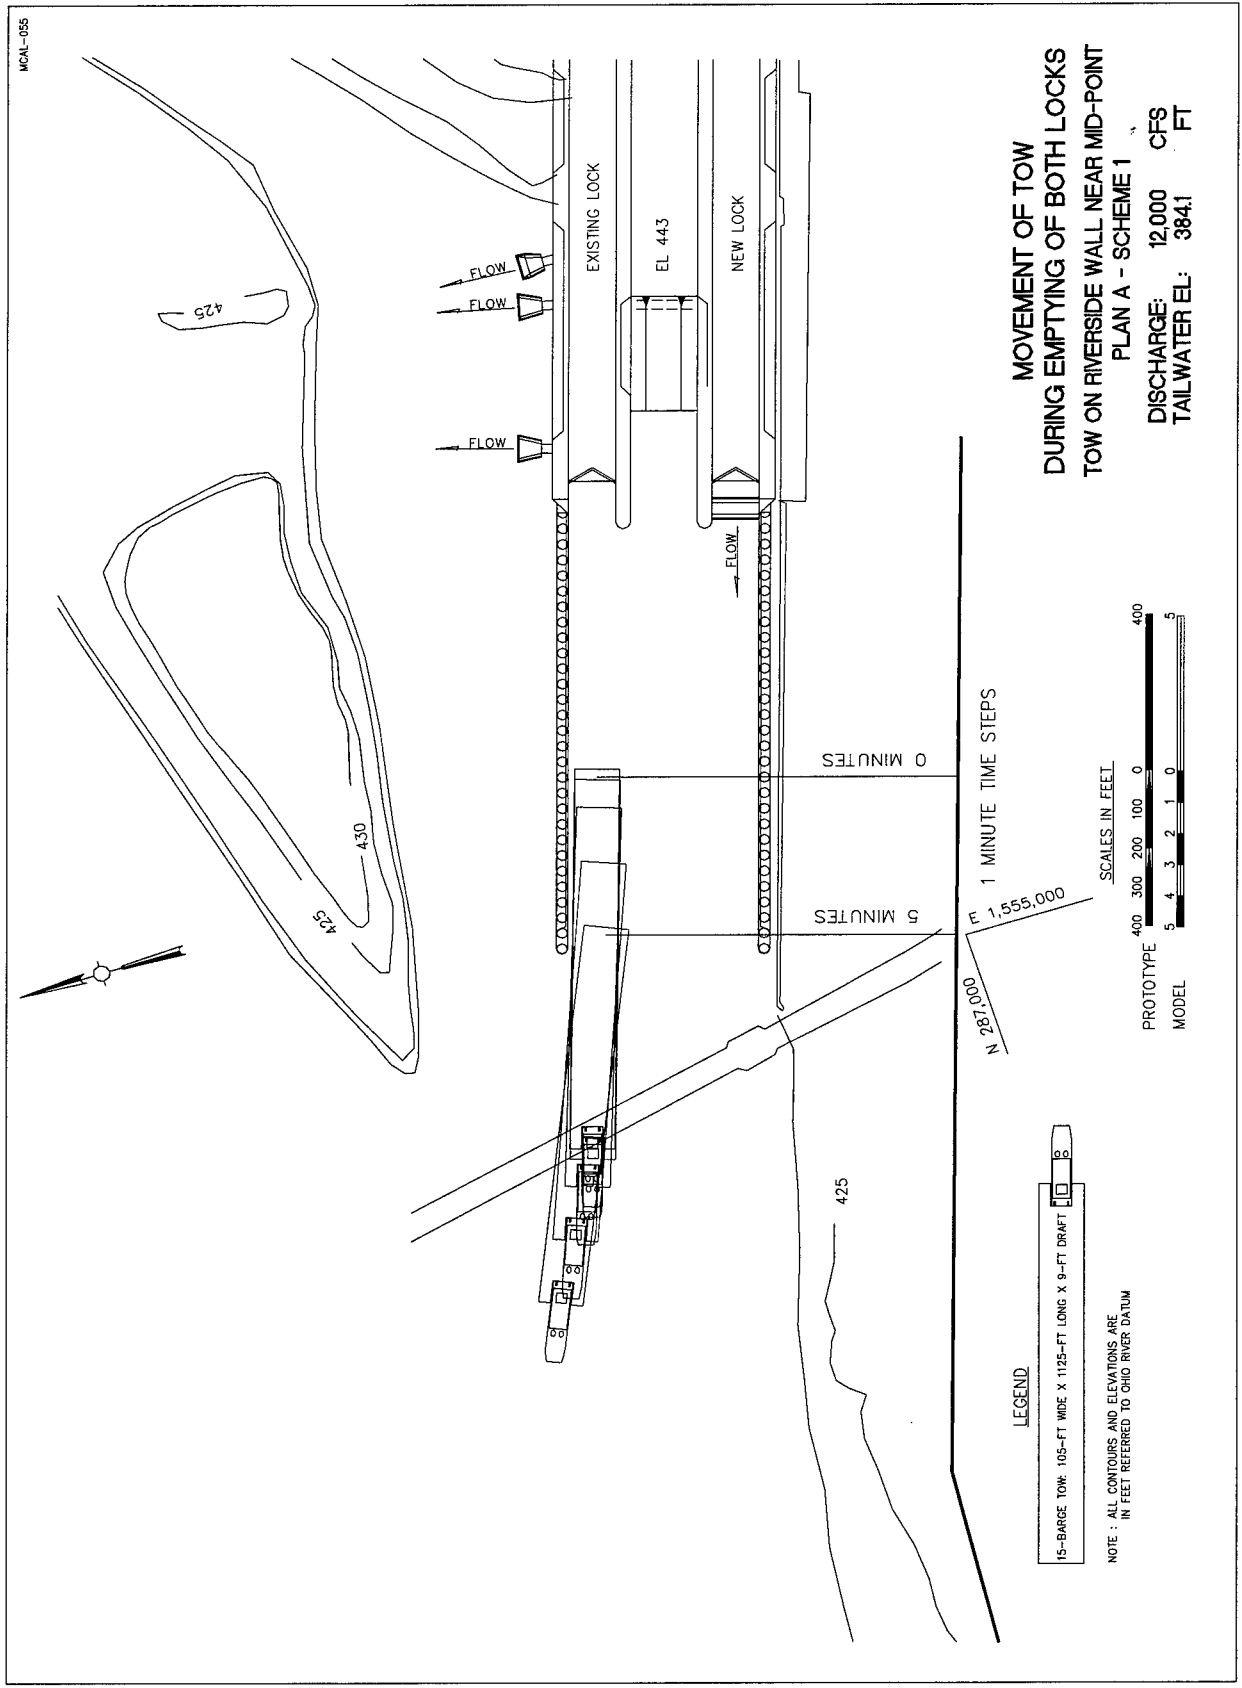 MCAL-055
425
FLOW
FLOW
FLOW
EXISTING LOCK
EL 443
NEW LOCK
FLOW
430
425
0 MINUTES
5 MINUTES
1 MINUTE TIME STEPS
E 1,555,000
N 287,000
425
MOVEMENT OF TOW
DURING EMPTYING OF BOTH LOCKS
TOW ON RIVERSIDE WALL NEAR MID-POINT
PLAN A - SCHEME 1
DISCHARGE: 12,000 CFS
TAILWATER EL: 384.1 FT
SCALES IN FEET
PROTOTYPE 400 300 200 100 0 400
MODEL 5 4 3 2 1 0 5
LEGEND
15-BARGE TOW: 105-FT WIDE X 1125-FT LONG X 9-FT DRAFT
NOTE : ALL CONTOURS AND ELEVATIONS ARE
IN FEET REFERRED TO OHIO RIVER DATUM